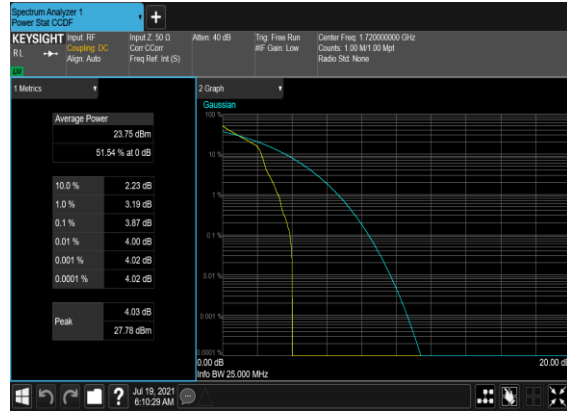 Spectrum Analyzer 1
Power Stat CCDF
+
KEYSIGHT
RL
Input: RF
Coupling: DC
Align: Auto
Input Z: 50 Ω
Corr CCorr
Freq Ref: Int (S)
Atten: 40 dB
Trig: Free Run
#IF Gain: Low
Center Freq: 1.720000000 GHz
Counts: 1.00 M/1.00 Mpt
Radio Std: None
1 Metrics
Average Power
23.75 dBm
51.54 % at 0 dB
10.0 % 2.23 dB
1.0 % 3.19 dB
0.1 % 3.87 dB
0.01 % 4.00 dB
0.001 % 4.02 dB
0.0001 % 4.02 dB
Peak
4.03 dB
27.78 dBm
2 Graph
Gaussian
100 %
10 %
1 %
0.1 %
0.01 %
0.001 %
0.0001 %
0.00 dB
20.00 dB
Info BW 25.000 MHz
?
Jul 19, 2021
6:10:29 AM